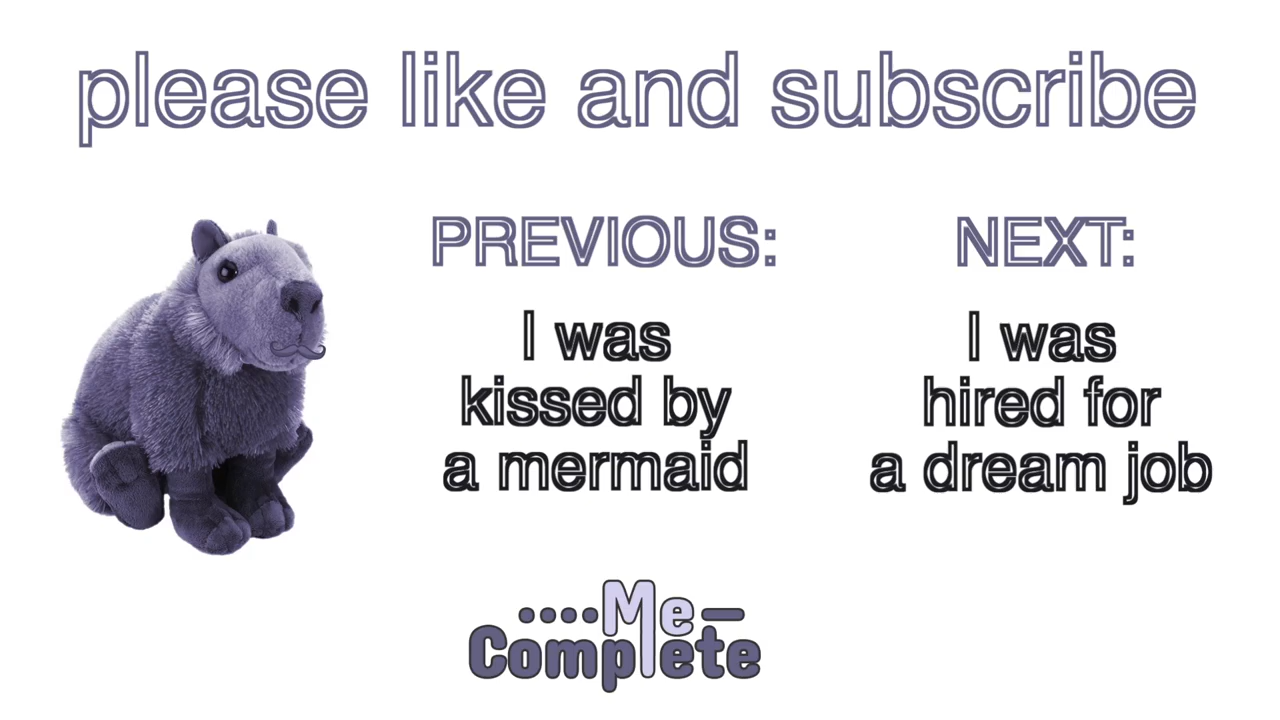 please like and subscribe
PREVIOUS:
I was
kissed by
a mermaid
NEXT:
I was
hired for
a dream job
....Me—
Complete